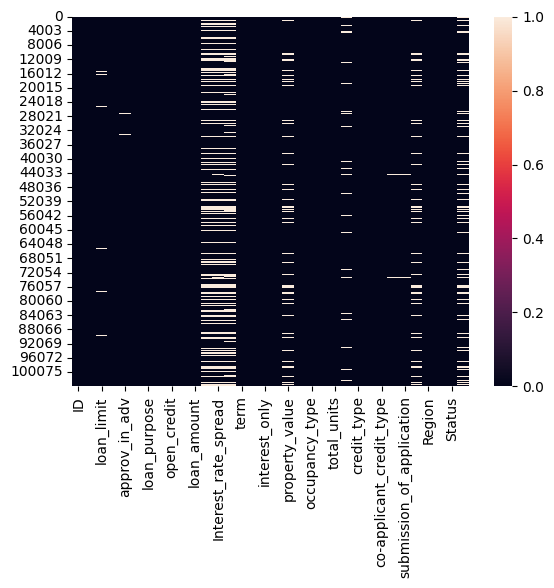 0
4003
8006
12009
16012
20015
24018
28021
32024
36027
40030
44033
48036
52039
56042
60045
64048
68051
72054
76057
80060
84063
88066
92069
96072
100075
1.0
0.8
0.6
0.4
0.2
0.0
ID
loan_limit
approv_in_adv
loan_purpose
open_credit
loan_amount
Interest_rate_spread
term
interest_only
property_value
occupancy_type
total_units
credit_type
co-applicant_credit_type
submission_of_application
Region
Status